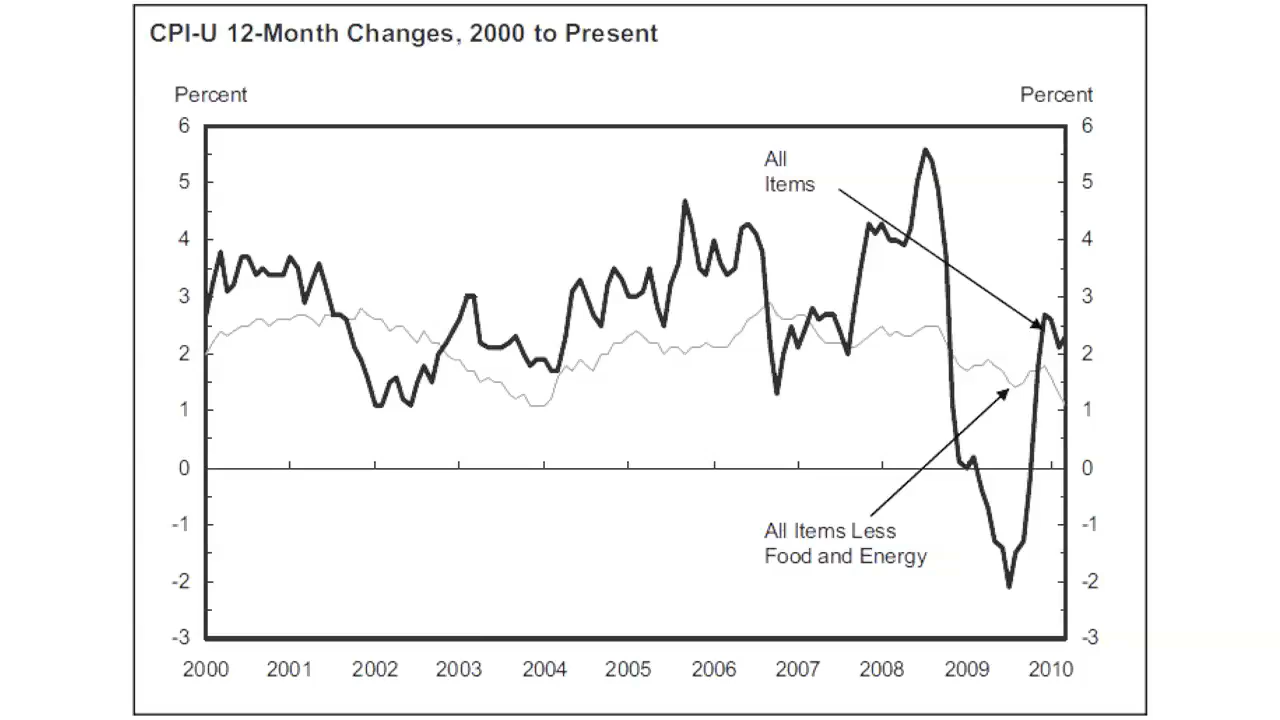 CPI-U 12-Month Changes, 2000 to Present
Percent Percent
6 6
All
Items
5 5
4 4
3 3
2 2
1 1
0 0
-1 -1
All Items Less
Food and Energy
-2 -2
-3 -3
2000 2001 2002 2003 2004 2005 2006 2007 2008 2009 2010